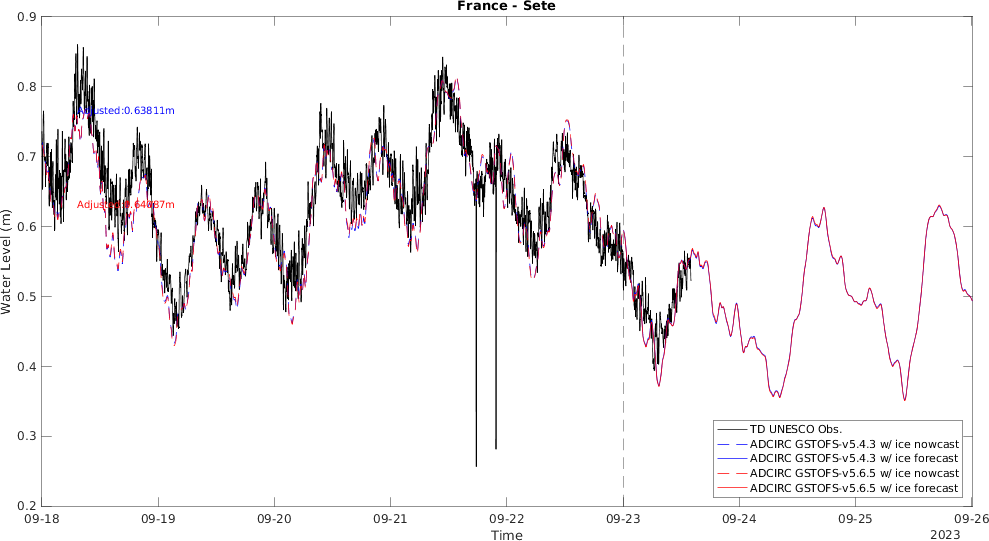 France - Sete
0.9
0.8
0.7
0.6
0.5
0.4
0.3
0.2
Water Level (m)
Adjusted:0.63811m
TD UNESCO Obs.
ADCIRC GSTOFS-v5.4.3 w/ ice nowcast
ADCIRC GSTOFS-v5.4.3 w/ ice forecast
ADCIRC GSTOFS-v5.6.5 w/ ice nowcast
ADCIRC GSTOFS-v5.6.5 w/ ice forecast
09-18 09-19 09-20 09-21 09-22 09-23 09-24 09-25 09-26
Time
2023